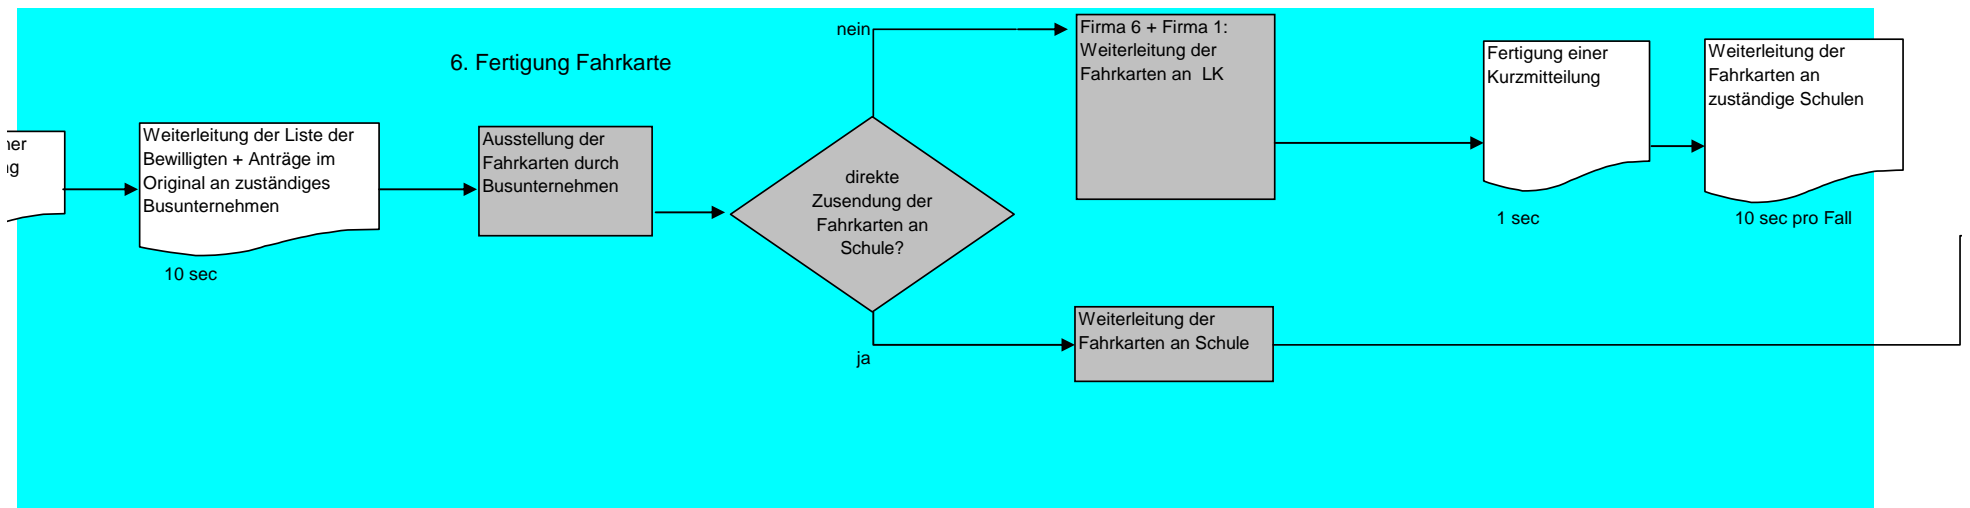 6. Fertigung Fahrkarte
Weiterleitung der Liste der
Bewilligten + Anträge im
Original an zuständiges
Busunternehmen
10 sec
Ausstellung der
Fahrkarten durch
Busunternehmen
direkte
Zusendung der
Fahrkarten an
Schule?
nein
Firma 6 + Firma 1:
Weiterleitung der
Fahrkarten an LK
Fertigung einer
Kurzmitteilung
1 sec
Weiterleitung der
Fahrkarten an
zuständige Schulen
10 sec pro Fall
ja
Weiterleitung der
Fahrkarten an Schule